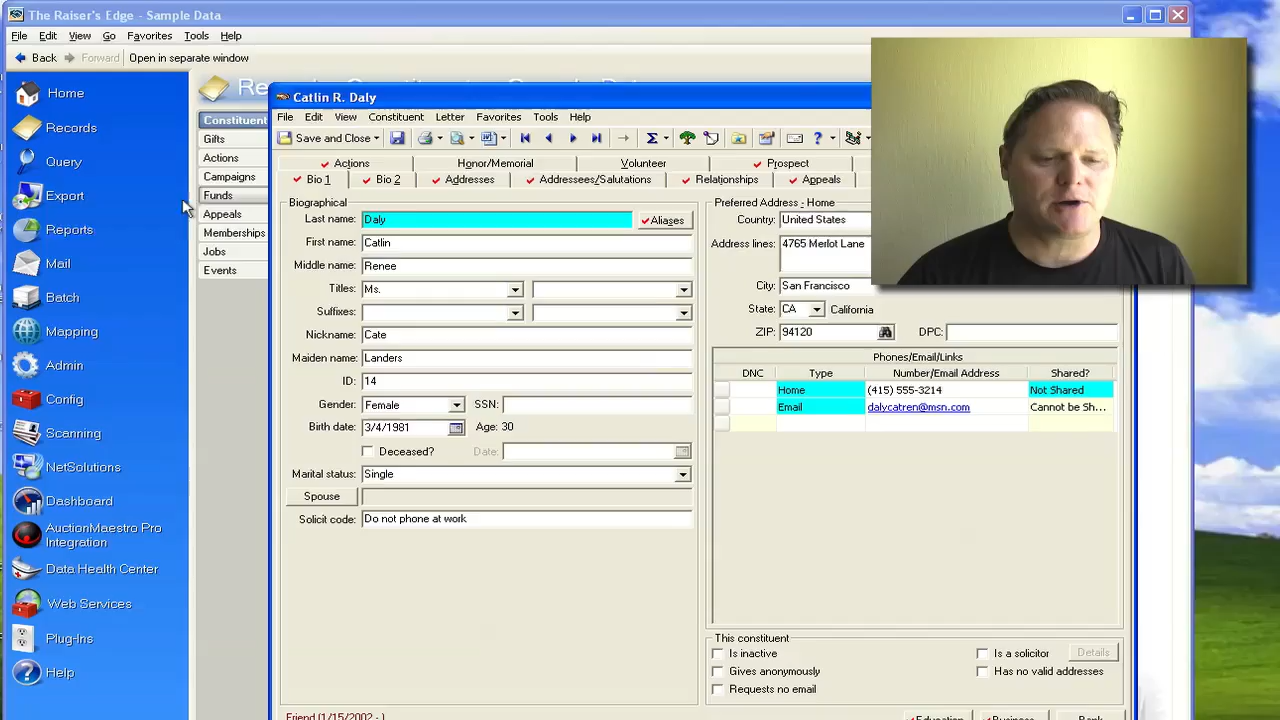 The Raiser's Edge - Sample Data
File Edit View Go Favorites Tools Help
Back Forward Open in separate window
Home
Records
Query
Export
Reports
Mail
Batch
Mapping
Admin
Config
Scanning
NetSolutions
Dashboard
AuctionMaestro Pro
Integration
Data Health Center
Web Services
Plug-Ins
Help
Constituent
Gifts
Actions
Campaigns
Funds
Appeals
Memberships
Jobs
Events
Catlin R. Daly
File Edit View Constituent Letter Favorites Tools Help
Save and Close
Actions Honor/Memorial Volunteer Prospect
Bio 1 Bio 2 Addresses Addressees/Salutations Relationships Appeals
Biographical
Last name: Daly Aliases
First name: Catlin
Middle name: Renee
Titles: Ms.
Suffixes:
Nickname: Cate
Maiden name: Landers
ID: 14
Gender: Female SSN:
Birth date: 3/4/1981 Age: 30
Deceased? Date:
Marital status: Single
Spouse
Solicit code: Do not phone at work
Friend (1/15/2002 - )
Preferred Address - Home
Country: United States
Address lines: 4765 Merlot Lane
City: San Francisco
State: CA California
ZIP: 94120 DPC:
Phones/Email/Links
DNC Type Number/Email Address Shared?
Home (415) 555-3214 Not Shared
Email dalycatren@msn.com Cannot be Sh...
This constituent
Is inactive Is a solicitor Details
Gives anonymously Has no valid addresses
Requests no email
Education Business Bank